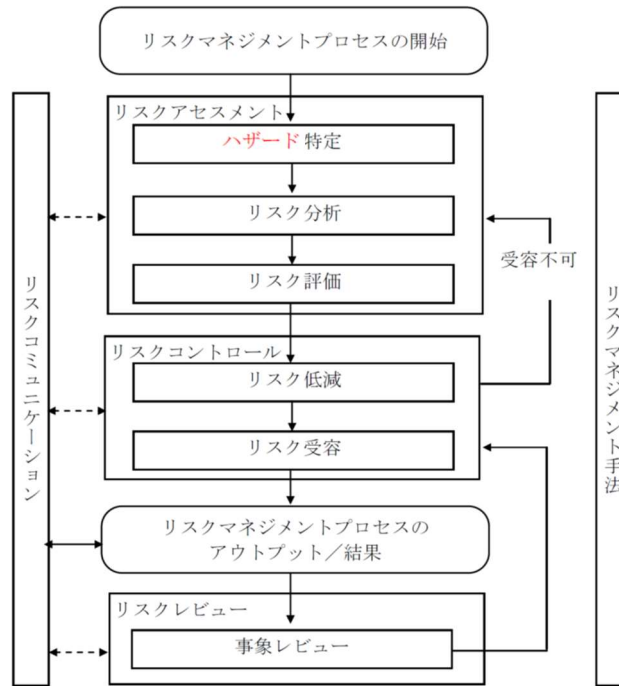 リスクマネジメントプロセスの開始
リスクアセスメント
ハザード 特定
リスク分析
リスク評価
受容不可
リスクコントロール
リスク低減
リスク受容
リスクマネジメントプロセスの
アウトプット／結果
リスクレビュー
事象レビュー
リスクコミュニケーション
リスクマネジメント手法